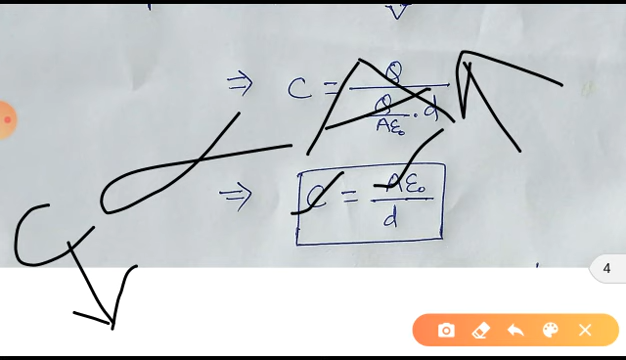 ⇒ C = Q / (Q / Aε₀ · d)
⇒ C = Aε₀ / d
C
4